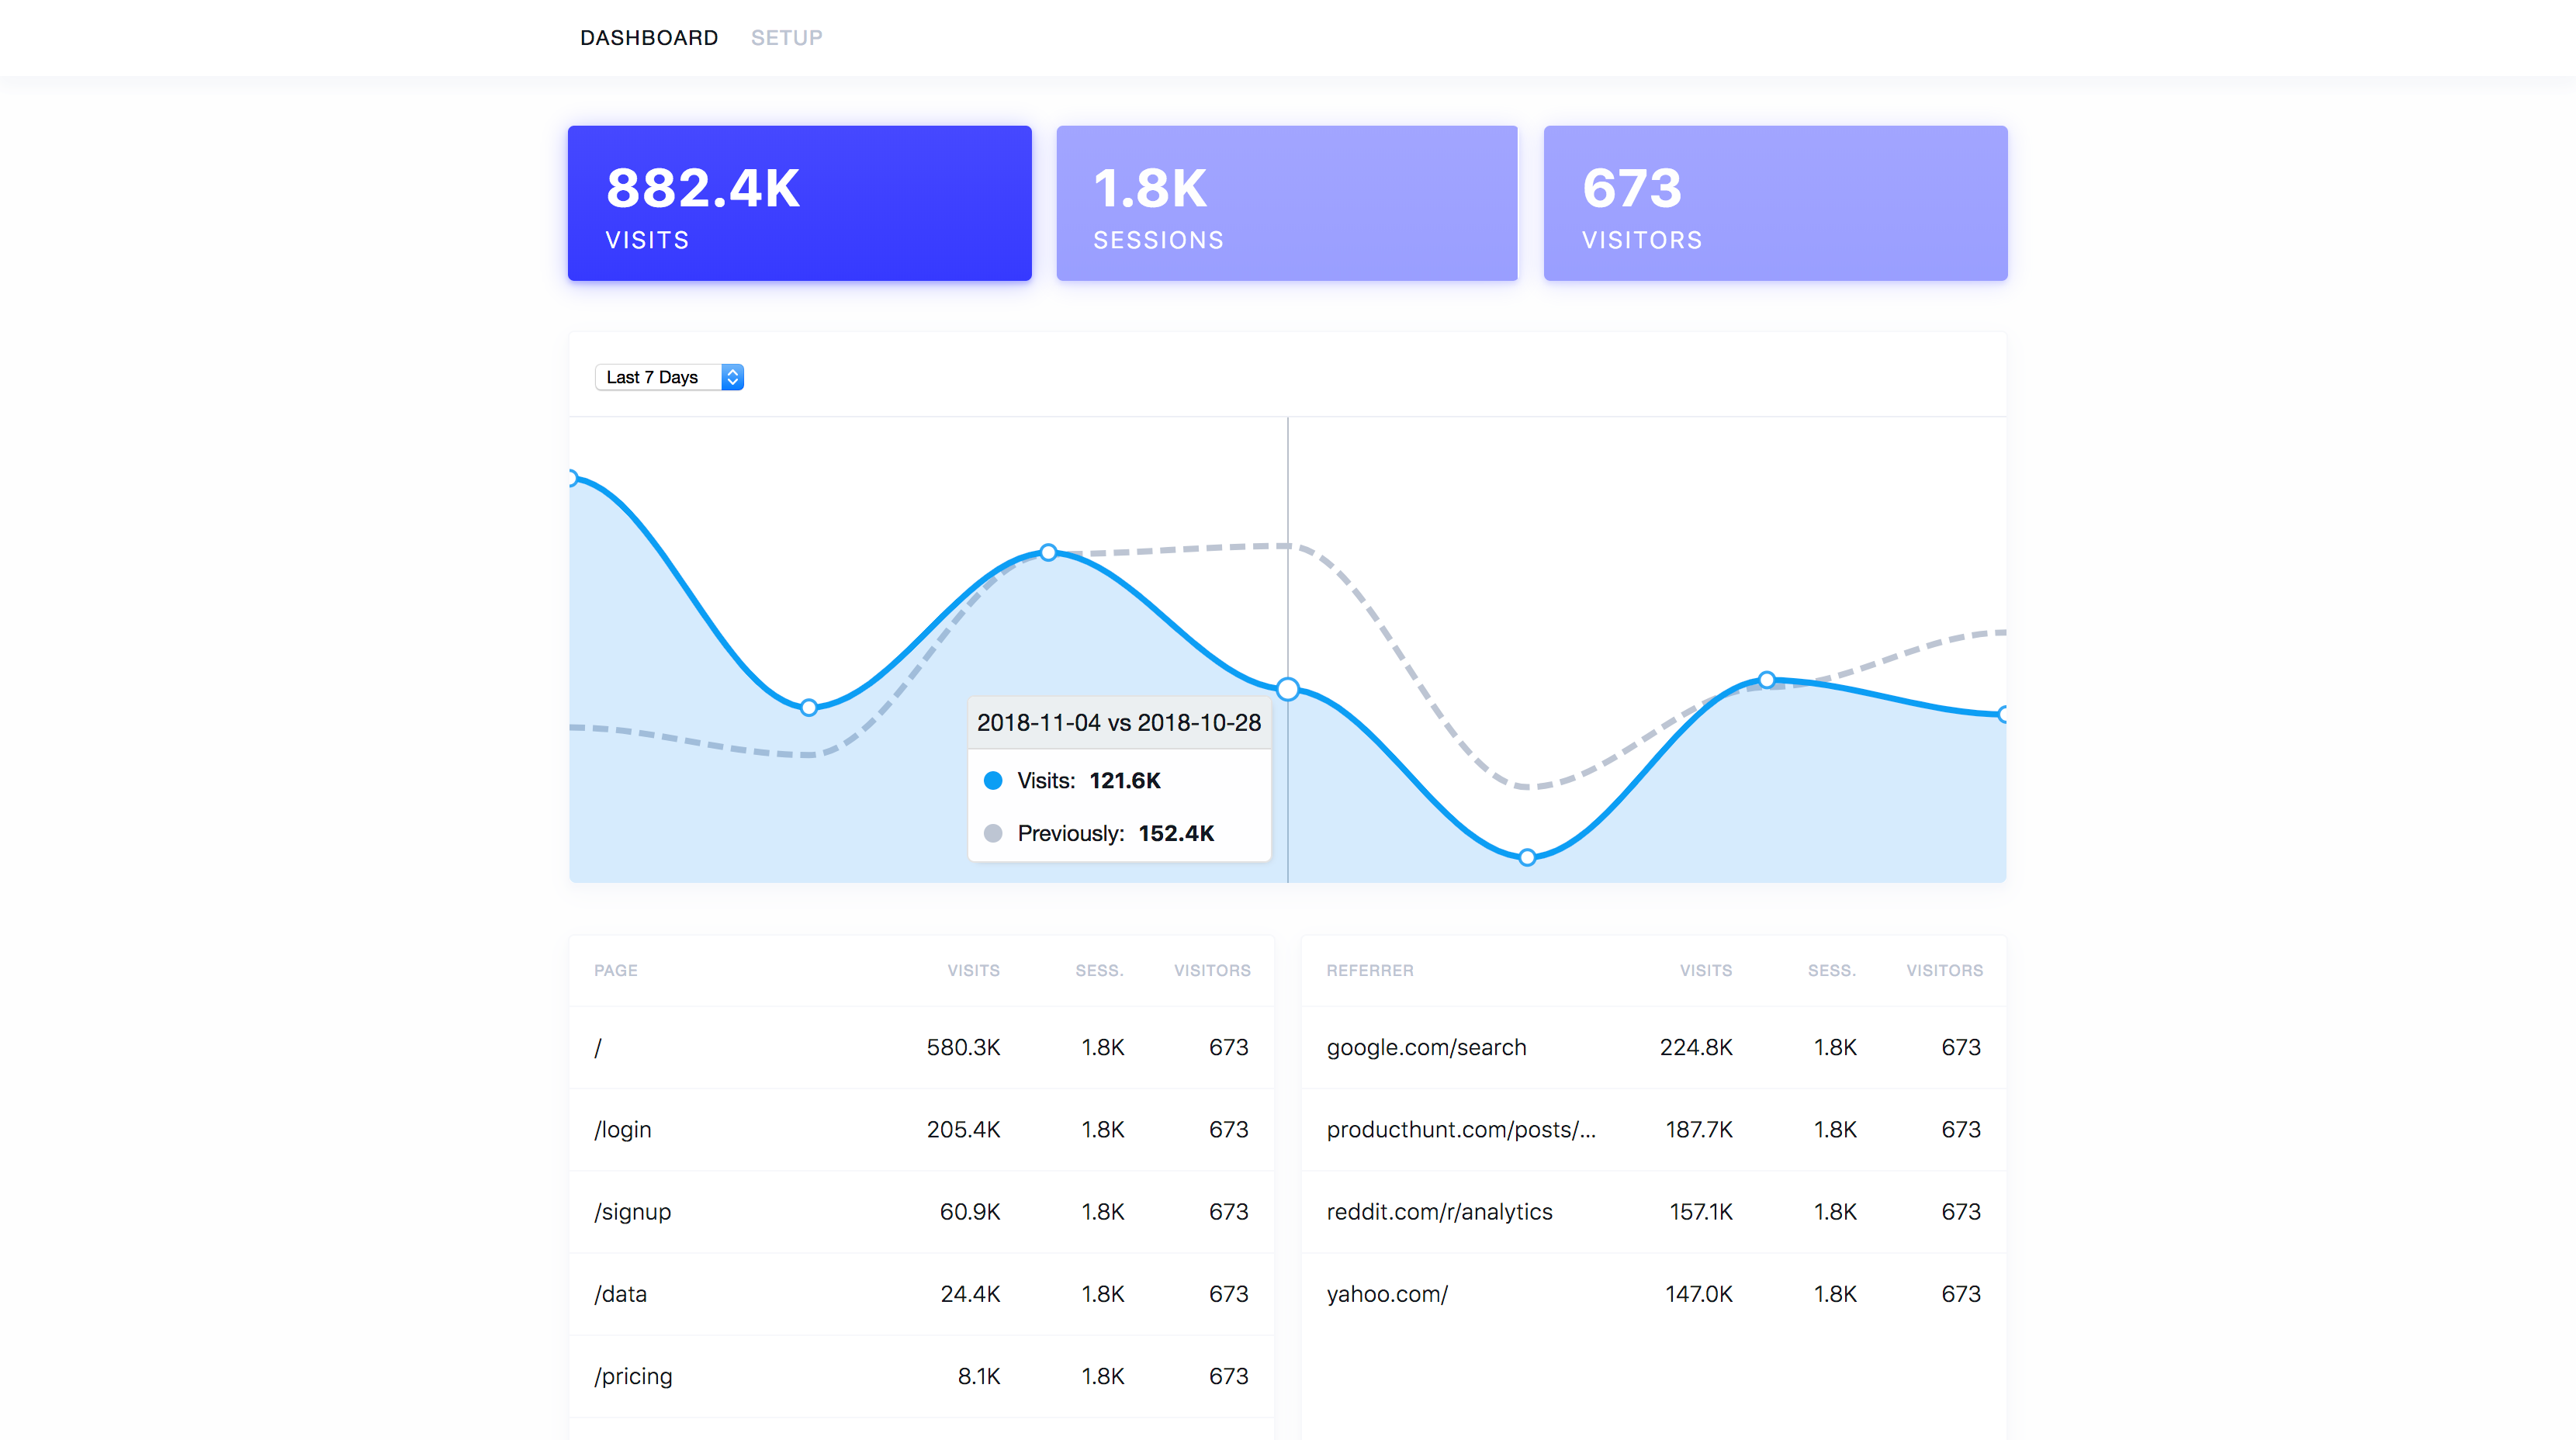 DASHBOARD SETUP
882.4K
VISITS
1.8K
SESSIONS
673
VISITORS
Last 7 Days
2018-11-04 vs 2018-10-28
Visits: 121.6K
Previously: 152.4K
PAGE VISITS SESS. VISITORS
/ 580.3K 1.8K 673
/login 205.4K 1.8K 673
/signup 60.9K 1.8K 673
/data 24.4K 1.8K 673
/pricing 8.1K 1.8K 673
REFERRER VISITS SESS. VISITORS
google.com/search 224.8K 1.8K 673
producthunt.com/posts/... 187.7K 1.8K 673
reddit.com/r/analytics 157.1K 1.8K 673
yahoo.com/ 147.0K 1.8K 673